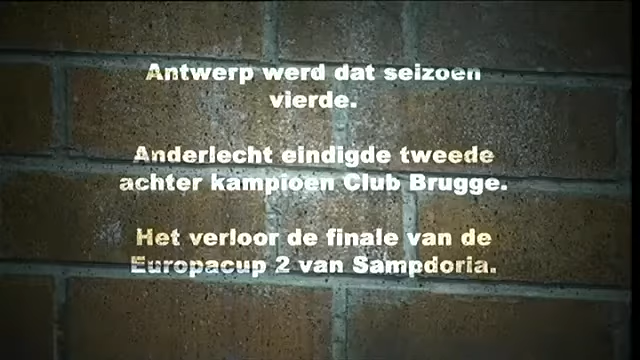 Antwerp werd dat seizoen
vierde.
Anderlecht eindigde tweede
achter kampioen Club Brugge.
Het verloor de finale van de
Europacup 2 van Sampdoria.